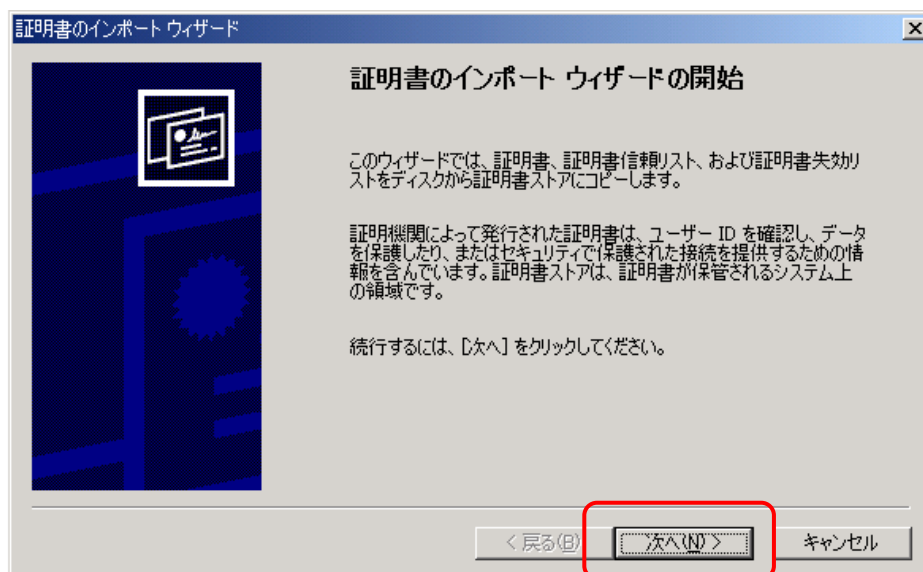 証明書のインポート ウィザード
証明書のインポート ウィザードの開始
このウィザードでは、証明書、証明書信頼リスト、および証明書失効リ
ストをディスクから証明書ストアにコピーします。
証明機関によって発行された証明書は、ユーザー ID を確認し、データ
を保護したり、またはセキュリティで保護された接続を提供するための情
報を含んでいます。証明書ストアは、証明書が保管されるシステム上
の領域です。
続行するには、[次へ] をクリックしてください。
< 戻る(B) 次へ(N) > キャンセル